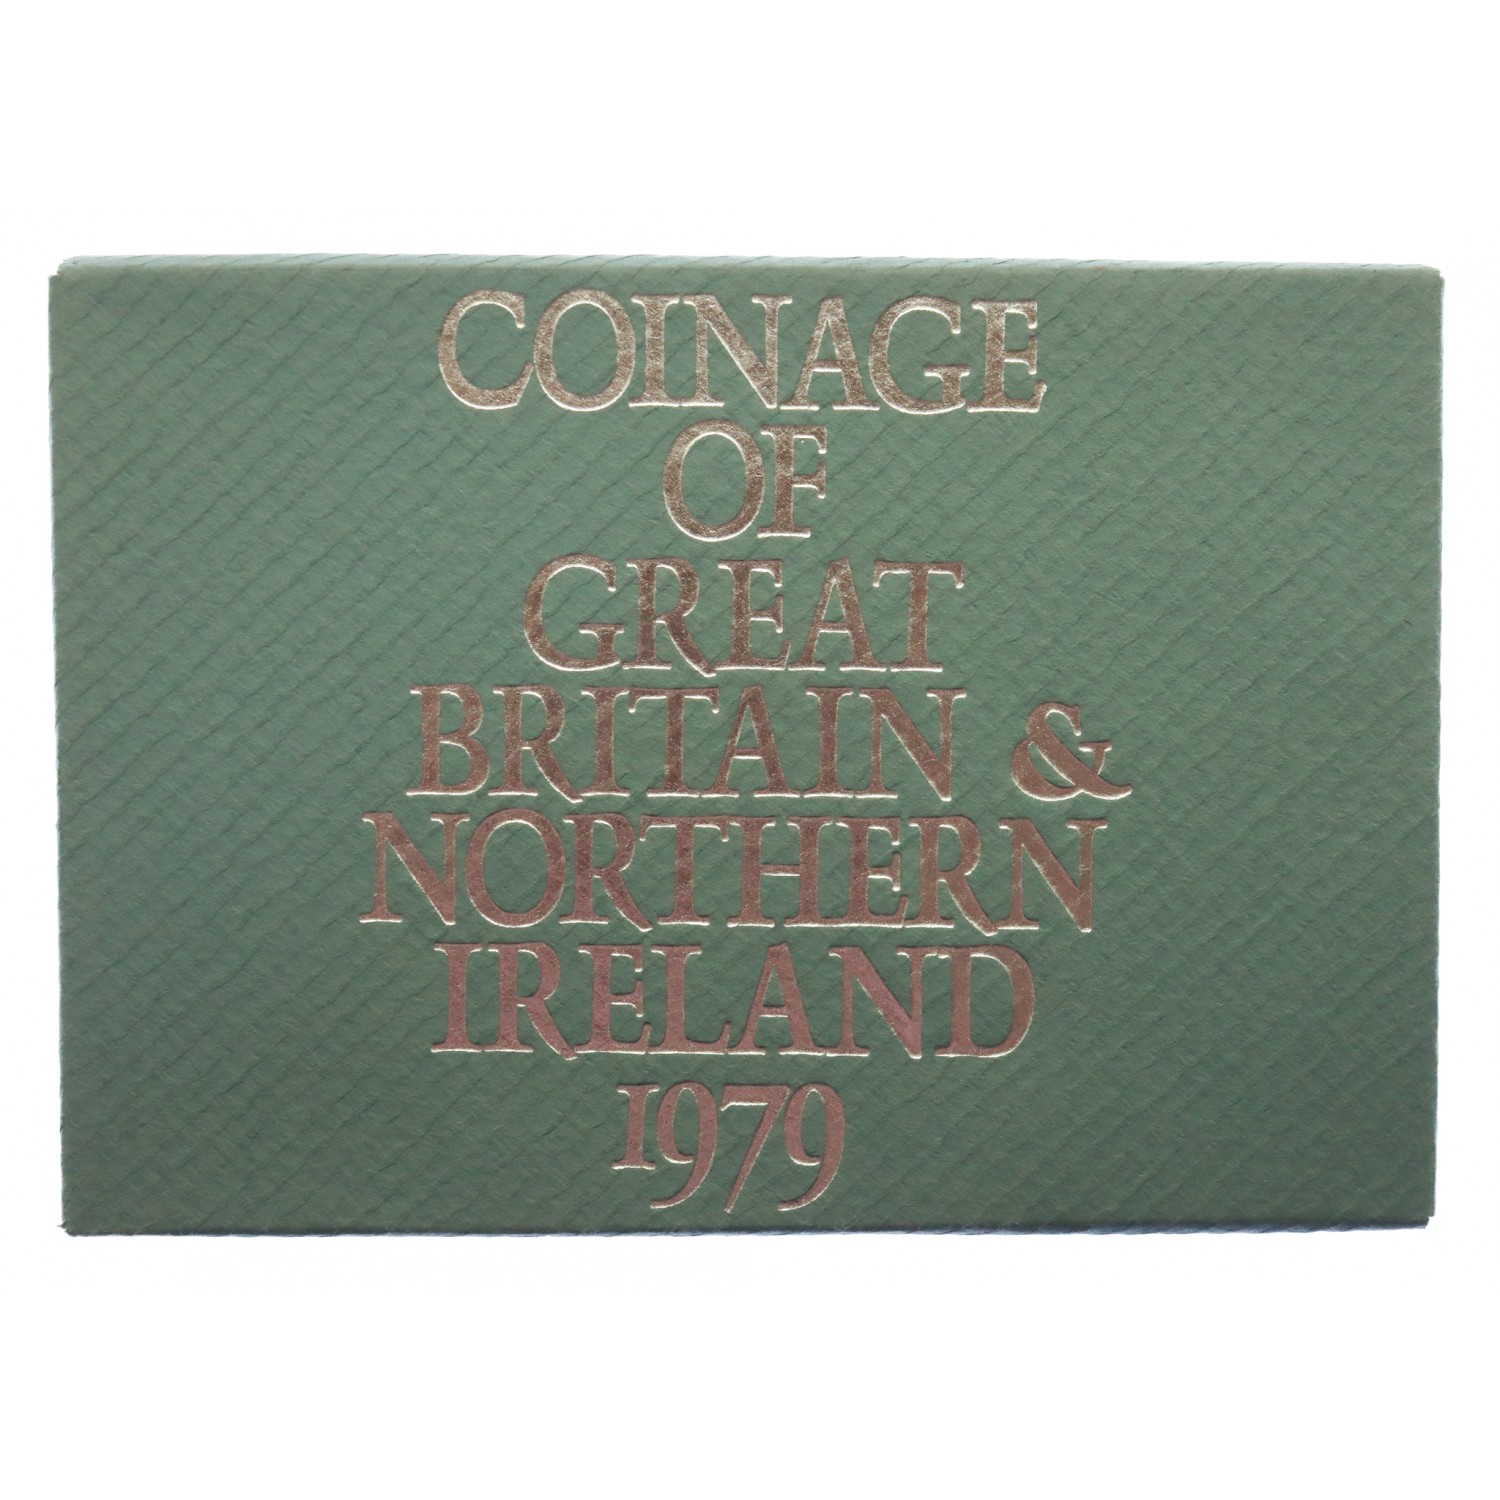 COINAGE
OF
GREAT
BRITAIN &
NORTHERN
IRELAND
1979